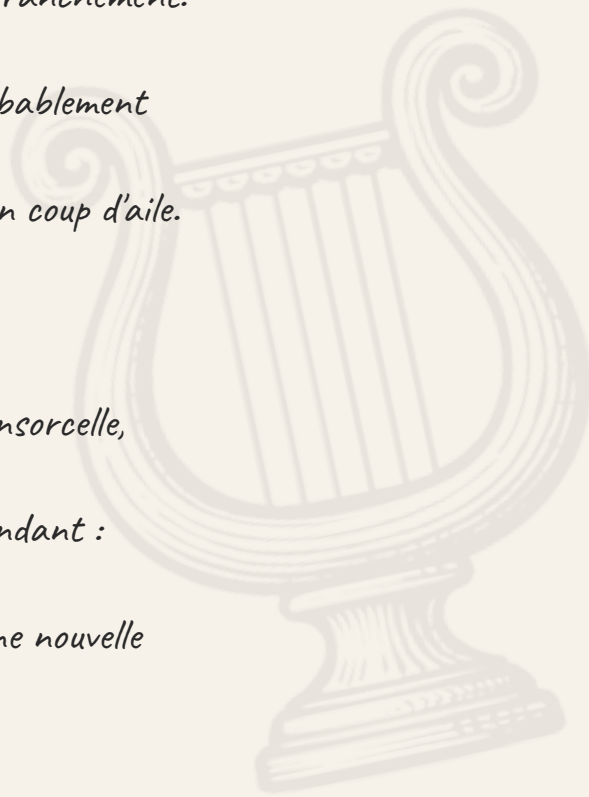 ranchement.
bablement
n coup d'aile.
nsorcelle,
ndant :
ne nouvelle